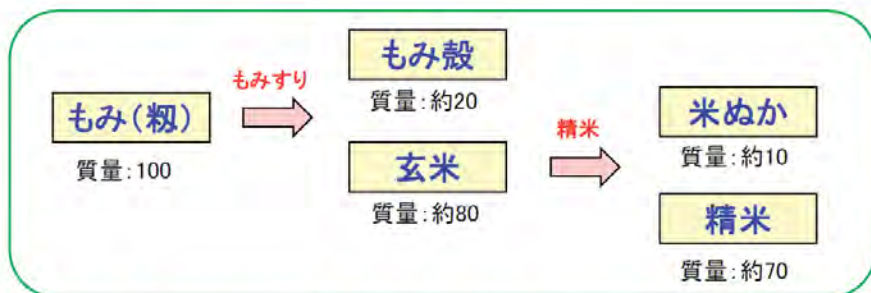 もみ(籾)
質量:100
もみすり
もみ殻
質量:約20
玄米
質量:約80
精米
米ぬか
質量:約10
精米
質量:約70